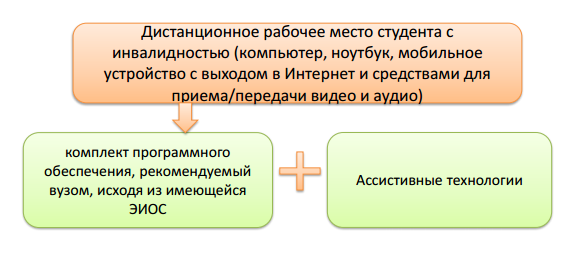 Дистанционное рабочее место студента с
инвалидностью (компьютер, ноутбук, мобильное
устройство с выходом в Интернет и средствами для
приема/передачи видео и аудио)
комплект программного
обеспечения, рекомендуемый
вузом, исходя из имеющейся
ЭИОС
Ассистивные технологии